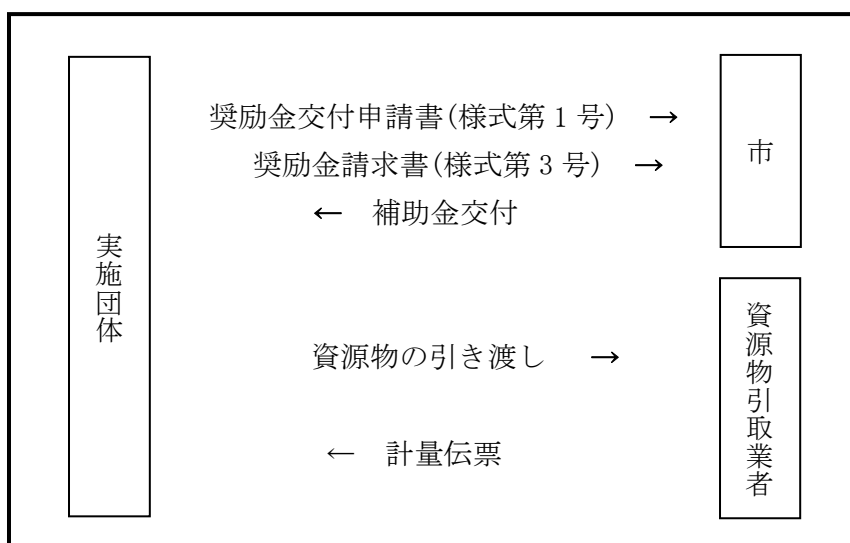 実施団体
奨励金交付申請書(様式第1号) →
奨励金請求書(様式第3号) →
← 補助金交付
市
資源物の引き渡し →
← 計量伝票
資源物引取業者